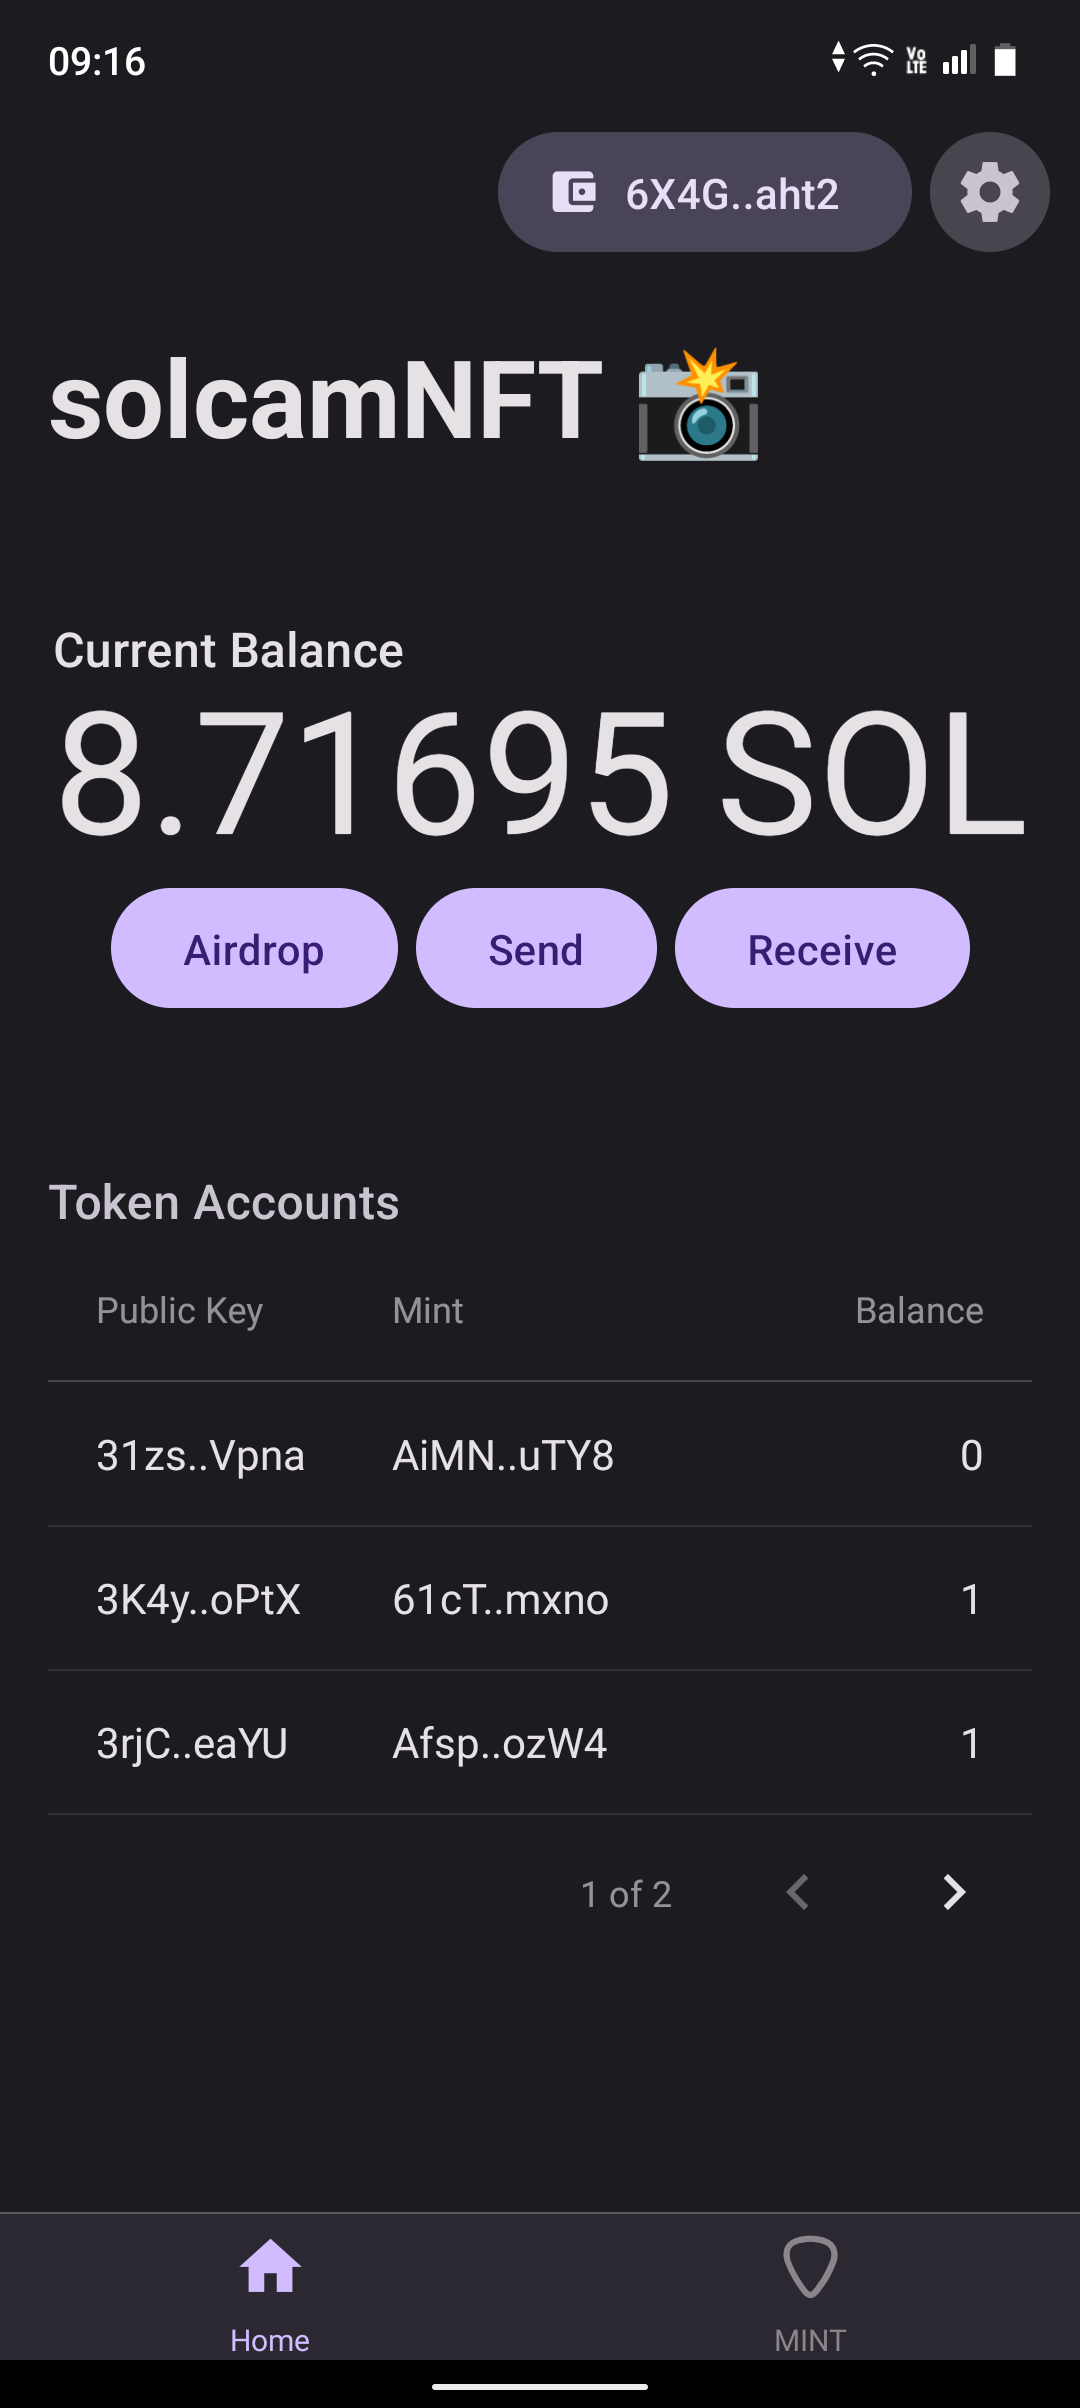 09:16
Vo LTE
6X4G..aht2
solcamNFT
Current Balance
8.71695 SOL
Airdrop Send Receive
Token Accounts
Public Key Mint Balance
31zs..Vpna AiMN..uTY8 0
3K4y..oPtX 61cT..mxno 1
3rjC..eaYU Afsp..ozW4 1
1 of 2
Home MINT